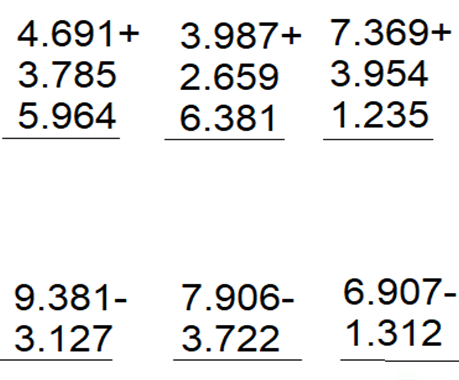 4.691+ 3.987+ 7.369+
3.785 2.659 3.954
5.964 6.381 1.235
9.381- 7.906- 6.907-
3.127 3.722 1.312